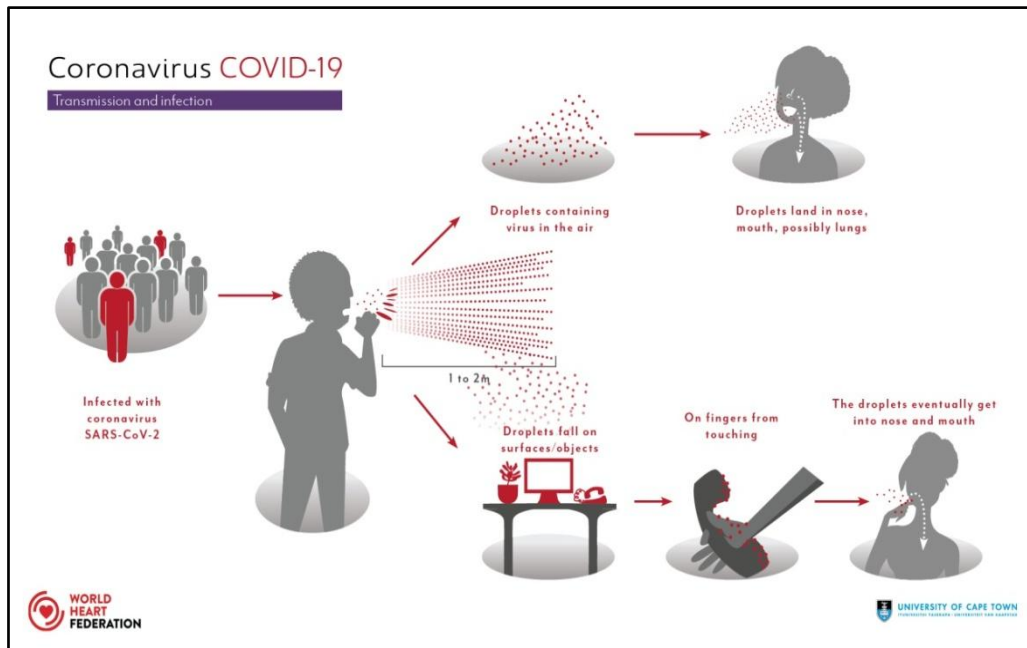 Coronavirus COVID-19
Transmission and infection
Infected with
coronavirus
SARS-CoV-2
1 to 2m
Droplets containing
virus in the air
Droplets land in nose,
mouth, possibly lungs
Droplets fall on
surfaces/objects
On fingers from
touching
The droplets eventually get
into nose and mouth
WORLD
HEART
FEDERATION
UNIVERSITY OF CAPE TOWN